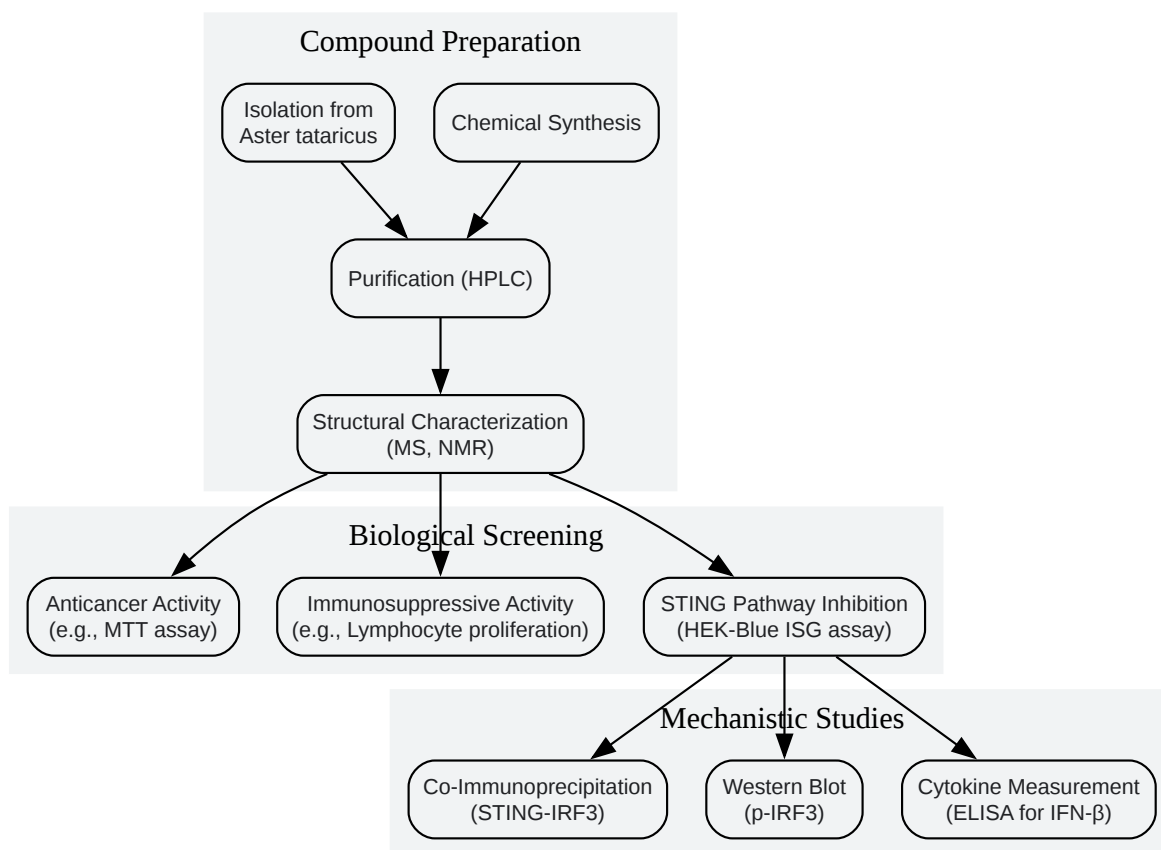 Compound Preparation
Isolation from
Aster tataricus
Chemical Synthesis
Purification (HPLC)
Structural Characterization
(MS, NMR)
Biological Screening
Anticancer Activity
(e.g., MTT assay)
Immunosuppressive Activity
(e.g., Lymphocyte proliferation)
STING Pathway Inhibition
(HEK-Blue ISG assay)
Mechanistic Studies
Co-Immunoprecipitation
(STING-IRF3)
Western Blot
(p-IRF3)
Cytokine Measurement
(ELISA for IFN-β)